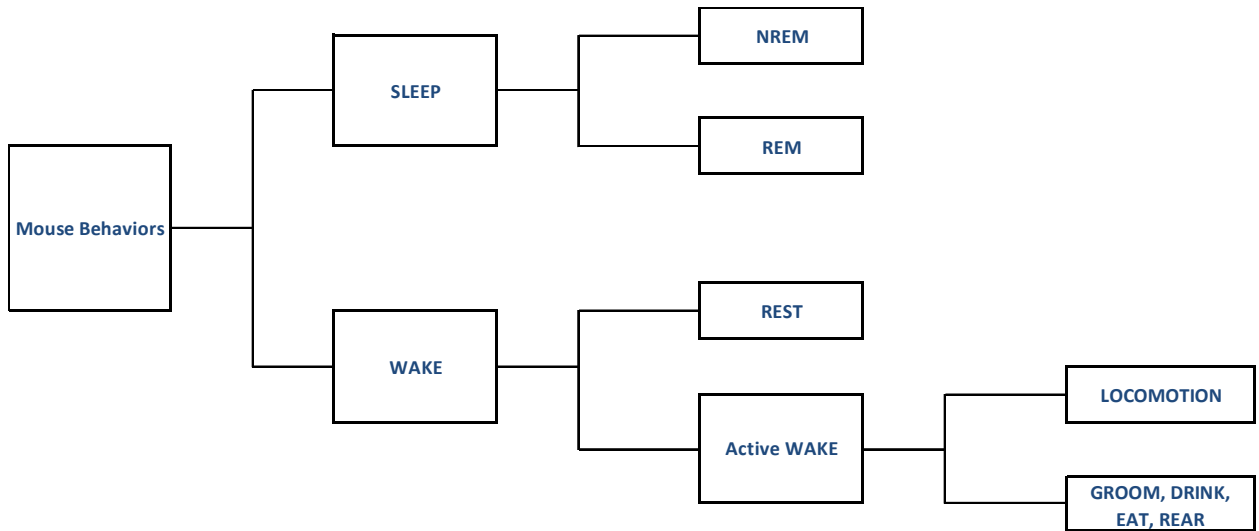 NREM
SLEEP
REM
Mouse Behaviors
REST
WAKE
LOCOMOTION
Active WAKE
GROOM, DRINK,
EAT, REAR